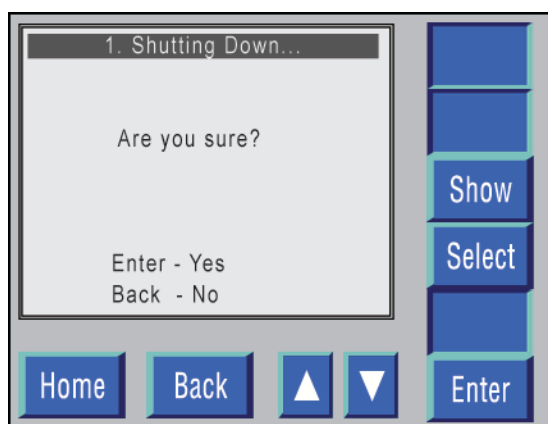 1. Shutting Down...
Are you sure?
Enter - Yes
Back - No
Show
Select
Home
Back
Enter